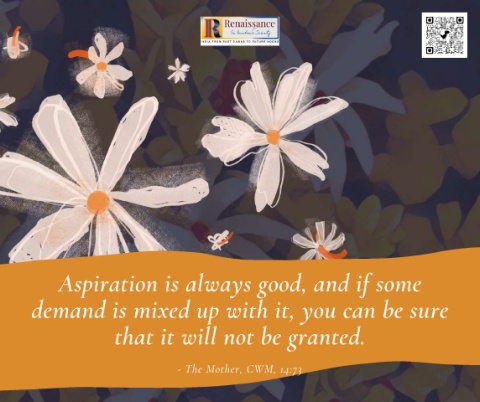 Renaissance
Sri Aurobindo Society
Aspiration is always good, and if some
demand is mixed up with it, you can be sure
that it will not be granted.
- The Mother, CWM, 14:73